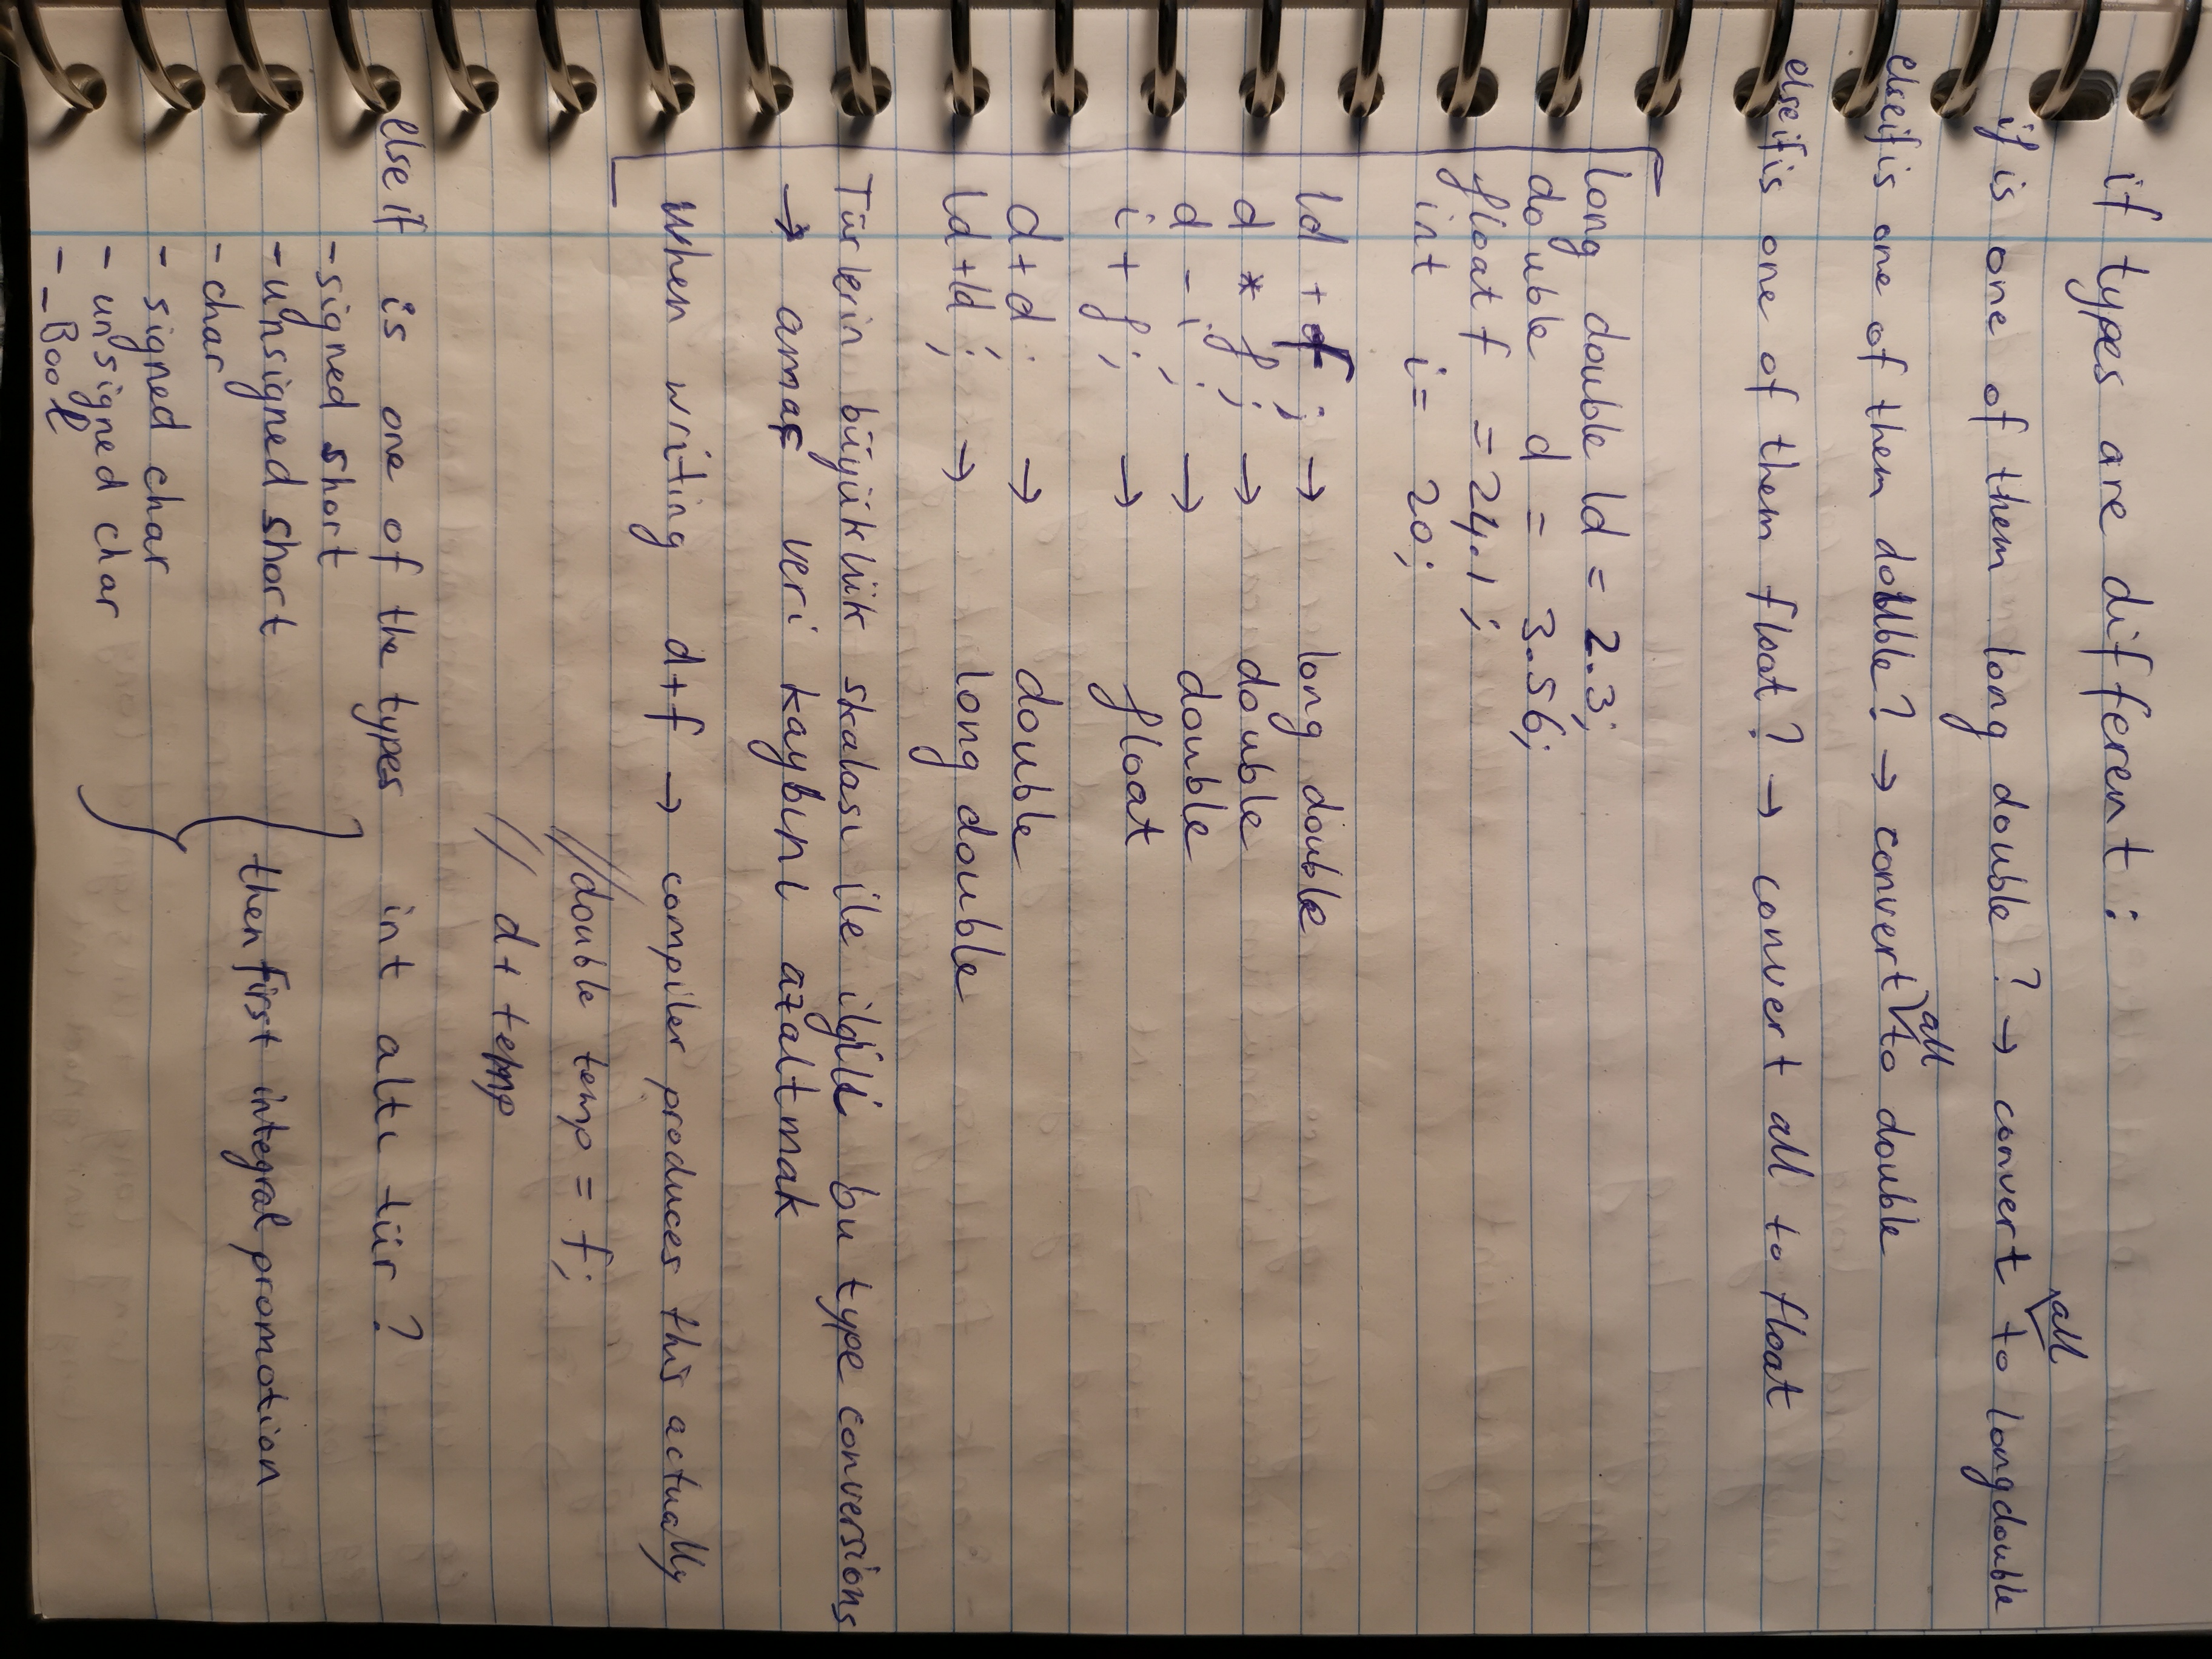 if types are different :
if is one of them long double ? → convert all to longdouble
else if is one of them double ? → convert all to double
else if is one of them float ? → convert all to float
long double ld = 2.3;
double d = 3.56;
float f = 24.1;
int i = 20;
ld + f ; → long double
d * f ; → double
d - i ; → double
i + f ; → float
d + d ; → double
ld + ld ; → long double
Türlerin büyüklük skalası ile ilgili bu type conversions
→ amaç veri kaybını azaltmak
When writing d+f → compiler produces this actually
//double temp = f;
// d + temp
else if is one of the types int altı tür ?
- signed short
- unsigned short
- char
then first integral promotion
- signed char
- unsigned char
- _Bool